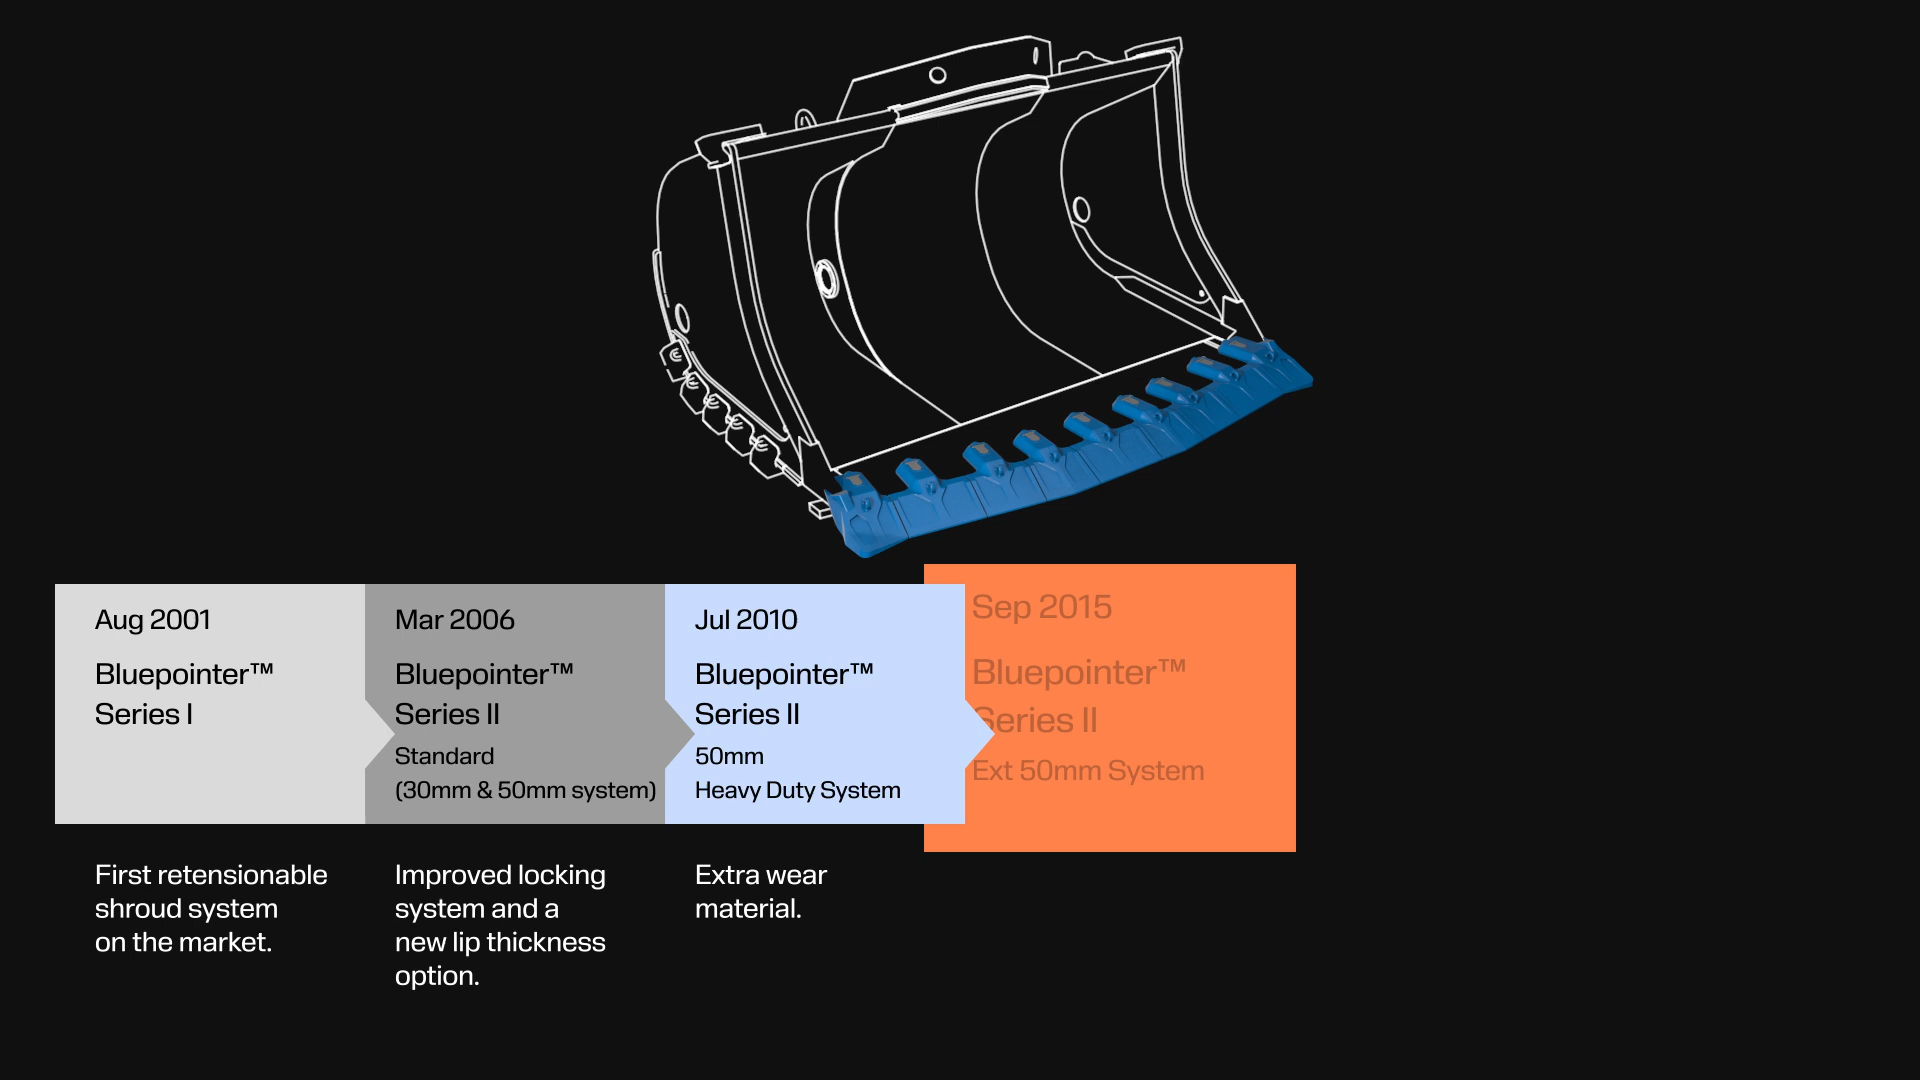 Aug 2001
Bluepointer™
Series I
Mar 2006
Bluepointer™
Series II
Standard
(30mm & 50mm system)
Jul 2010
Bluepointer™
Series II
50mm
Heavy Duty System
Sep 2015
Bluepointer™
Series II
Ext 50mm System
First retensionable
shroud system
on the market.
Improved locking
system and a
new lip thickness
option.
Extra wear
material.